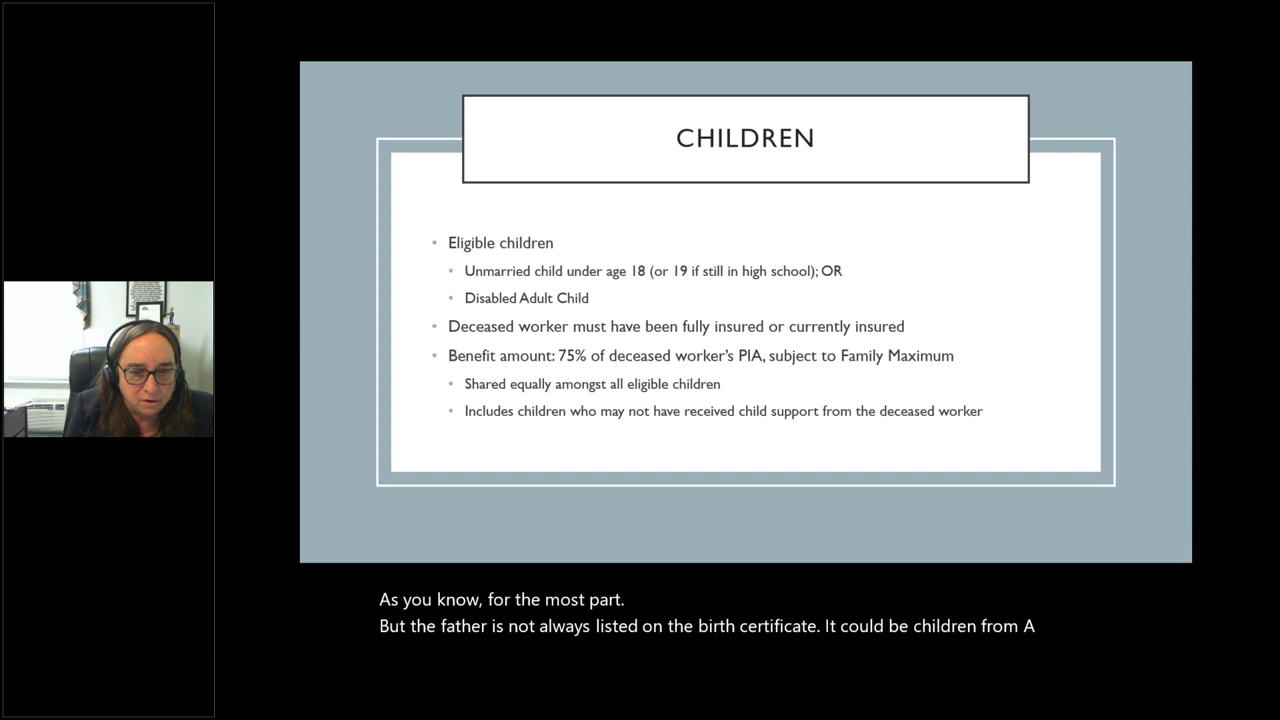 CHILDREN
• Eligible children
• Unmarried child under age 18 (or 19 if still in high school); OR
• Disabled Adult Child
• Deceased worker must have been fully insured or currently insured
• Benefit amount: 75% of deceased worker's PIA, subject to Family Maximum
• Shared equally amongst all eligible children
• Includes children who may not have received child support from the deceased worker
As you know, for the most part.
But the father is not always listed on the birth certificate. It could be children from A